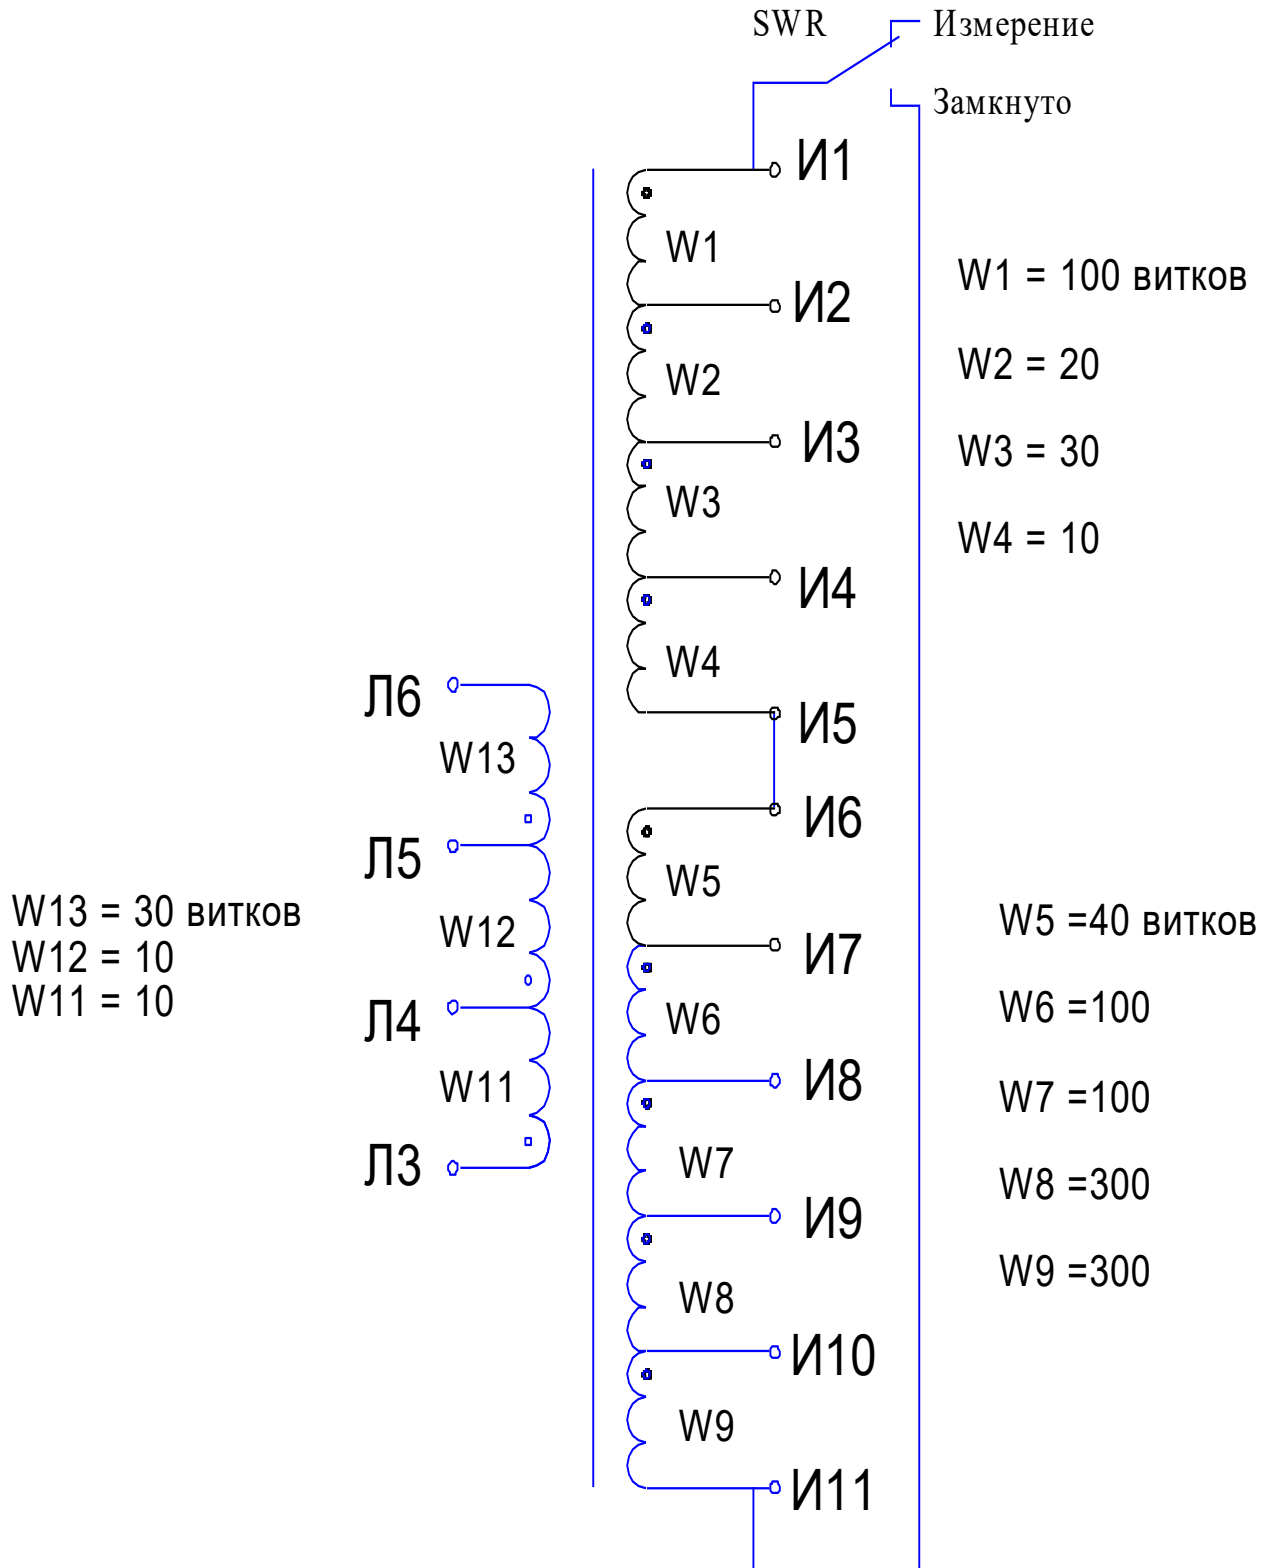 SWR
Измерение
Замкнуто
И1
W1
W1 = 100 витков
И2
W2
W2 = 20
И3
W3 = 30
W3
W4 = 10
И4
W4
Л6
И5
W13
И6
Л5
W5
W13 = 30 витков
W12
W5 =40 витков
W12 = 10
И7
W11 = 10
W6 =100
Л4
W6
W11
И8
W7 =100
Л3
W7
W8 =300
И9
W9 =300
W8
И10
W9
И11